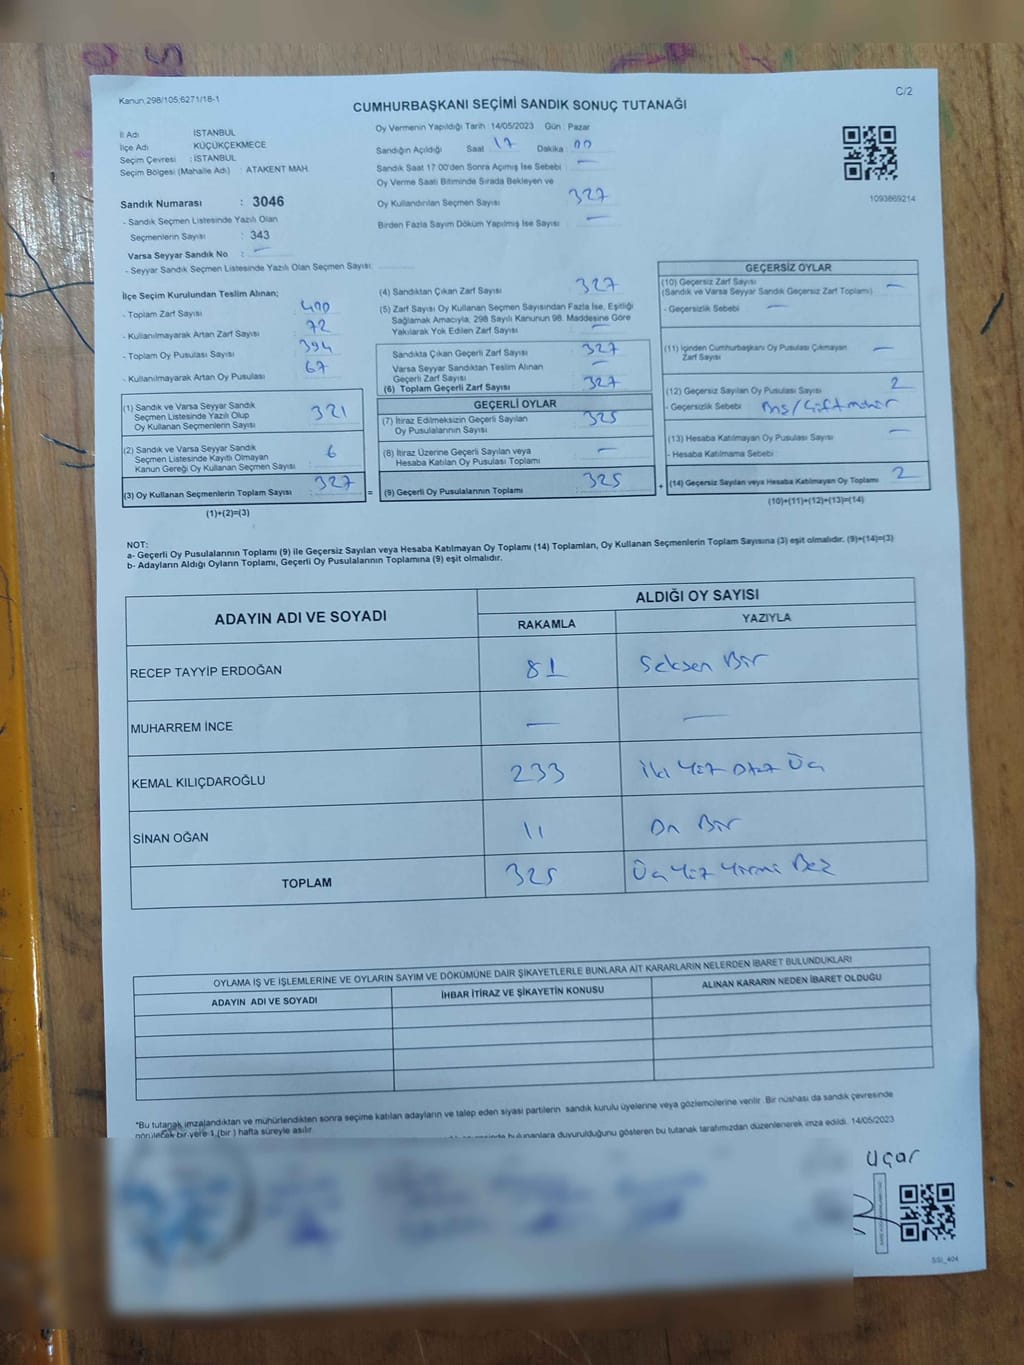 Kanun:298/105;6271/18-1
C/2
CUMHURBAŞKANI SEÇİMİ SANDIK SONUÇ TUTANAĞI
İl Adı İSTANBUL
İlçe Adı KÜÇÜKÇEKMECE
Seçim Çevresi : İSTANBUL
Seçim Bölgesi (Mahalle Adı) : ATAKENT MAH.
Sandık Numarası : 3046
- Sandık Seçmen Listesinde Yazılı Olan
Seçmenlerin Sayısı : 343
Varsa Seyyar Sandık No : —
- Seyyar Sandık Seçmen Listesinde Yazılı Olan Seçmen Sayısı:
Oy Vermenin Yapıldığı Tarih : 14/05/2023 Gün : Pazar
Sandığın Açıldığı Saat : 17 Dakika : 00
Sandık Saat 17:00'den Sonra Açılmış İse Sebebi : —
Oy Verme Saati Bitiminde Sırada Bekleyen ve
Oy Kullandırılan Seçmen Sayısı 327
Birden Fazla Sayım Döküm Yapılmış İse Sayısı : —
1093869214
İlçe Seçim Kurulundan Teslim Alınan;
- Toplam Zarf Sayısı : 400
- Kullanılmayarak Artan Zarf Sayısı : 72
- Toplam Oy Pusulası Sayısı : 394
- Kullanılmayarak Artan Oy Pusulası : 67
(1) Sandık ve Varsa Seyyar Sandık
Seçmen Listesinde Yazılı Olup
Oy Kullanan Seçmenlerin Sayısı : 321
(2) Sandık ve Varsa Seyyar Sandık
Seçmen Listesinde Kayıtlı Olmayan
Kanun Gereği Oy Kullanan Seçmen Sayısı : 6
(3) Oy Kullanan Seçmenlerin Toplam Sayısı : 327
(1)+(2)=(3)
(4) Sandıktan Çıkan Zarf Sayısı : 327
(5) Zarf Sayısı Oy Kullanan Seçmen Sayısından Fazla İse, Eşitliği
Sağlamak Amacıyla, 298 Sayılı Kanunun 98. Maddesine Göre
Yakılarak Yok Edilen Zarf Sayısı : —
Sandıkta Çıkan Geçerli Zarf Sayısı : 327
Varsa Seyyar Sandıktan Teslim Alınan
Geçerli Zarf Sayısı : —
(6) Toplam Geçerli Zarf Sayısı : 327
GEÇERLİ OYLAR
(7) İtiraz Edilmeksizin Geçerli Sayılan
Oy Pusulalarının Sayısı : 325
(8) İtiraz Üzerine Geçerli Sayılan veya
Hesaba Katılan Oy Pusulası Toplamı : —
= (9) Geçerli Oy Pusulalarının Toplamı : 325
GEÇERSİZ OYLAR
(10) Geçersiz Zarf Sayısı
(Sandık ve Varsa Seyyar Sandık Geçersiz Zarf Toplamı) : —
- Geçersizlik Sebebi : —
(11) İçinden Cumhurbaşkanı Oy Pusulası Çıkmayan
Zarf Sayısı : —
(12) Geçersiz Sayılan Oy Pusulası Sayısı : 2
- Geçersizlik Sebebi :
(13) Hesaba Katılmayan Oy Pusulası Sayısı : —
- Hesaba Katılmama Sebebi :
+ (14) Geçersiz Sayılan veya Hesaba Katılmayan Oy Toplamı : 2
(10)+(11)+(12)+(13)=(14)
NOT:
a- Geçerli Oy Pusulalarının Toplamı (9) ile Geçersiz Sayılan veya Hesaba Katılmayan Oy Toplamı (14) Toplamları, Oy Kullanan Seçmenlerin Toplam Sayısına (3) eşit olmalıdır. (9)+(14)=(3)
b- Adayların Aldığı Oyların Toplamı, Geçerli Oy Pusulalarının Toplamına (9) eşit olmalıdır.
ADAYIN ADI VE SOYADI ALDIĞI OY SAYISI
RAKAMLA YAZIYLA
RECEP TAYYİP ERDOĞAN 81 Seksen Bir
MUHARREM İNCE — —
KEMAL KILIÇDAROĞLU 233 İki Yüz Otuz Üç
SİNAN OĞAN 11 On Bir
TOPLAM 325 Üç Yüz Yirmi Beş
OYLAMA İŞ VE İŞLEMLERİNE VE OYLARIN SAYIM VE DÖKÜMÜNE DAİR ŞİKAYETLERLE BUNLARA AİT KARARLARIN NELERDEN İBARET BULUNDUKLARI
ADAYIN ADI VE SOYADI İHBAR İTİRAZ VE ŞİKAYETİN KONUSU ALINAN KARARIN NEDEN İBARET OLDUĞU
*Bu tutanak imzalandıktan ve mühürlendikten sonra seçime katılan adayların ve talep eden siyasi partilerin sandık kurulu üyelerine veya gözlemcilerine verilir. Bir nüshası da sandık çevresinde
görülecek bir yere 1 (bir) hafta süreyle asılır.
bulunanlara duyurulduğunu gösteren bu tutanak tarafımızdan düzenlenerek imza edildi. 14/05/2023
Uçar
SSI_404